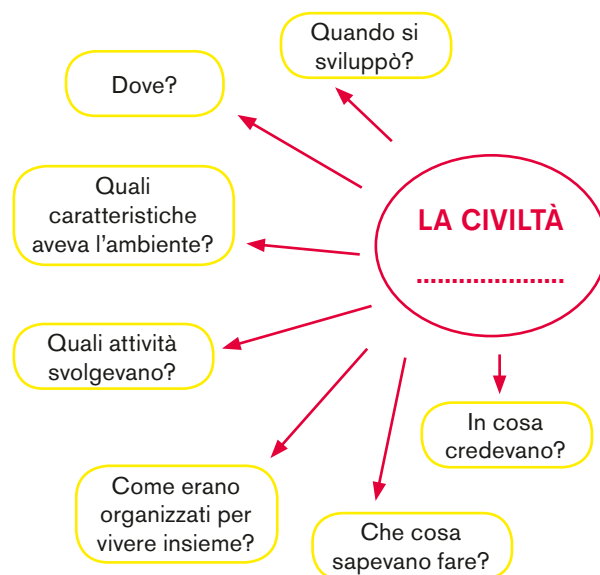 Quando si
sviluppò?
Dove?
Quali
caratteristiche
aveva l'ambiente?
LA CIVILTÀ
......................
Quali attività
svolgevano?
In cosa
credevano?
Come erano
organizzati per
vivere insieme?
Che cosa
sapevano fare?